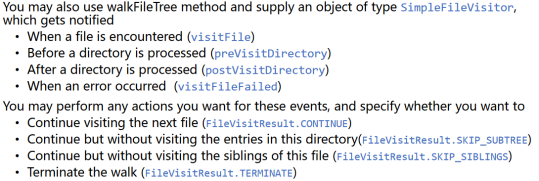 You may also use walkFileTree method and supply an object of type SimpleFileVisitor,
which gets notified
• When a file is encountered (visitFile)
• Before a directory is processed (preVisitDirectory)
• After a directory is processed (postVisitDirectory)
• When an error occurred (visitFileFailed)
You may perform any actions you want for these events, and specify whether you want to
• Continue visiting the next file (FileVisitResult.CONTINUE)
• Continue but without visiting the entries in this directory(FileVisitResult.SKIP_SUBTREE)
• Continue but without visiting the siblings of this file (FileVisitResult.SKIP_SIBLINGS)
• Terminate the walk (FileVisitResult.TERMINATE)